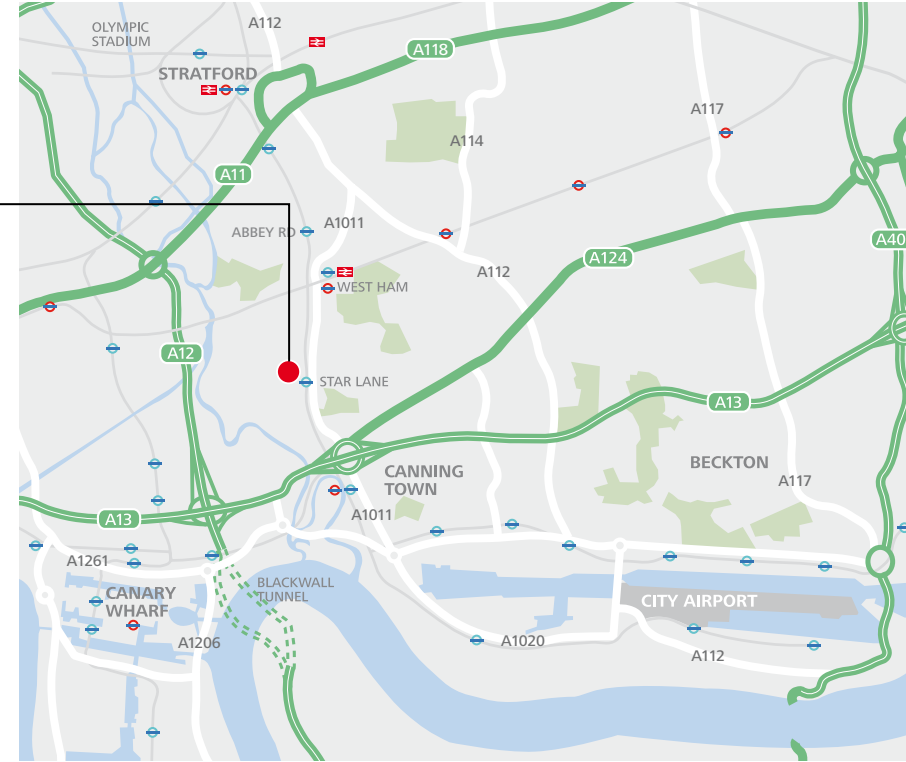 A112
OLYMPIC
STADIUM
A118
STRATFORD
A117
A114
A11
ABBEY RD
A1011
A40
A124
A112
WEST HAM
A12
STAR LANE
A13
BECKTON
CANNING
TOWN
A117
A13
A1011
A1261
BLACKWALL
TUNNEL
CANARY
WHARF
CITY AIRPORT
A1206
A1020
A112